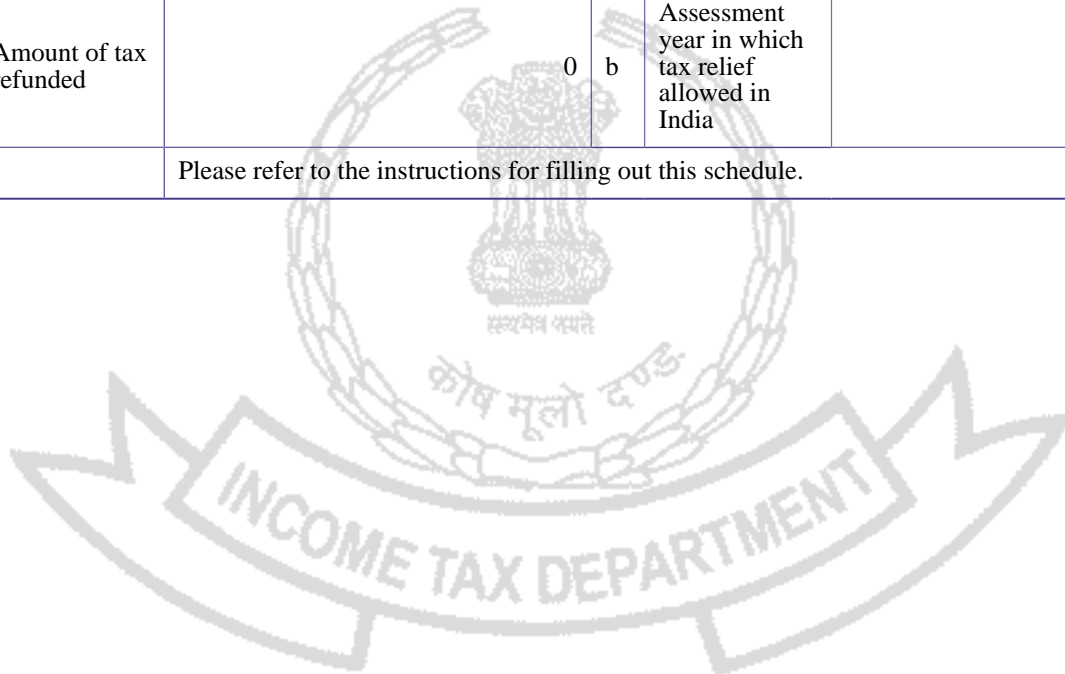 Amount of tax
refunded
0
b
Assessment
year in which
tax relief
allowed in
India
Please refer to the instructions for filling out this schedule.
सत्यमेव जयते
कोष मूलो दण्ड:
INCOME TAX DEPARTMENT